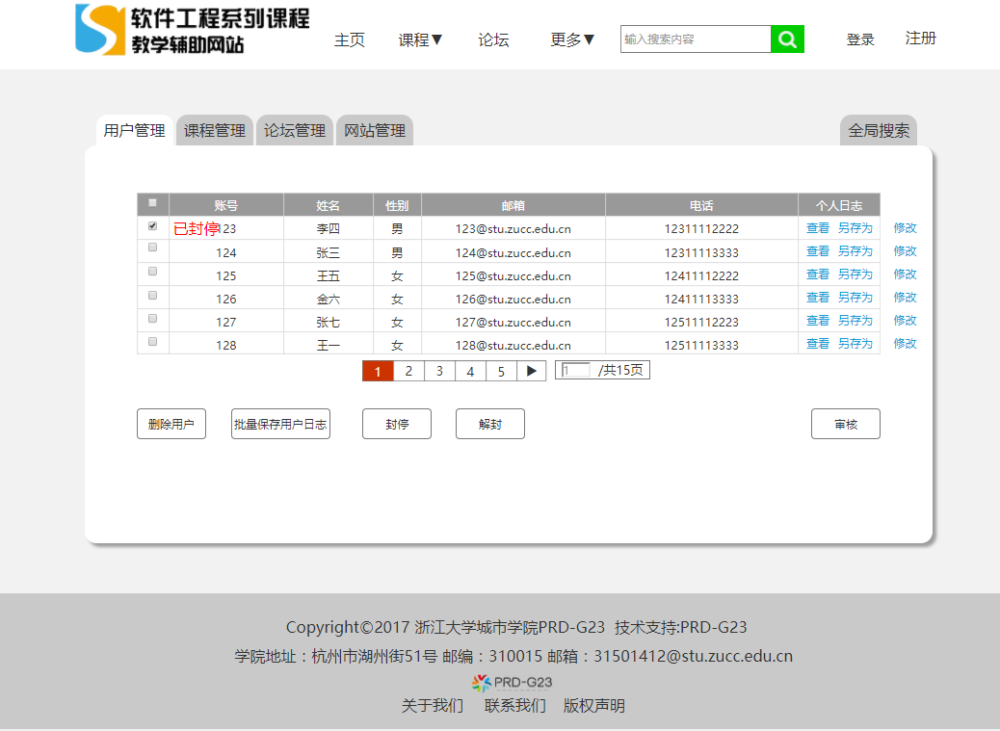 软件工程系列课程
教学辅助网站
主页 课程▼ 论坛 更多▼ 输入搜索内容 登录 注册
用户管理 课程管理 论坛管理 网站管理 全局搜索
账号 姓名 性别 邮箱 电话 个人日志
已封停123 李四 男 123@stu.zucc.edu.cn 12311112222 查看 另存为 修改
124 张三 男 124@stu.zucc.edu.cn 12311113333 查看 另存为 修改
125 王五 女 125@stu.zucc.edu.cn 12411112222 查看 另存为 修改
126 金六 女 126@stu.zucc.edu.cn 12411113333 查看 另存为 修改
127 张七 女 127@stu.zucc.edu.cn 12511112223 查看 另存为 修改
128 王一 女 128@stu.zucc.edu.cn 12511113333 查看 另存为 修改
1 2 3 4 5 ▶ 1 /共15页
删除用户 批量保存用户日志 封停 解封 审核
Copyright©2017 浙江大学城市学院PRD-G23 技术支持:PRD-G23
学院地址：杭州市湖州街51号 邮编：310015 邮箱：31501412@stu.zucc.edu.cn
PRD-G23
关于我们 联系我们 版权声明